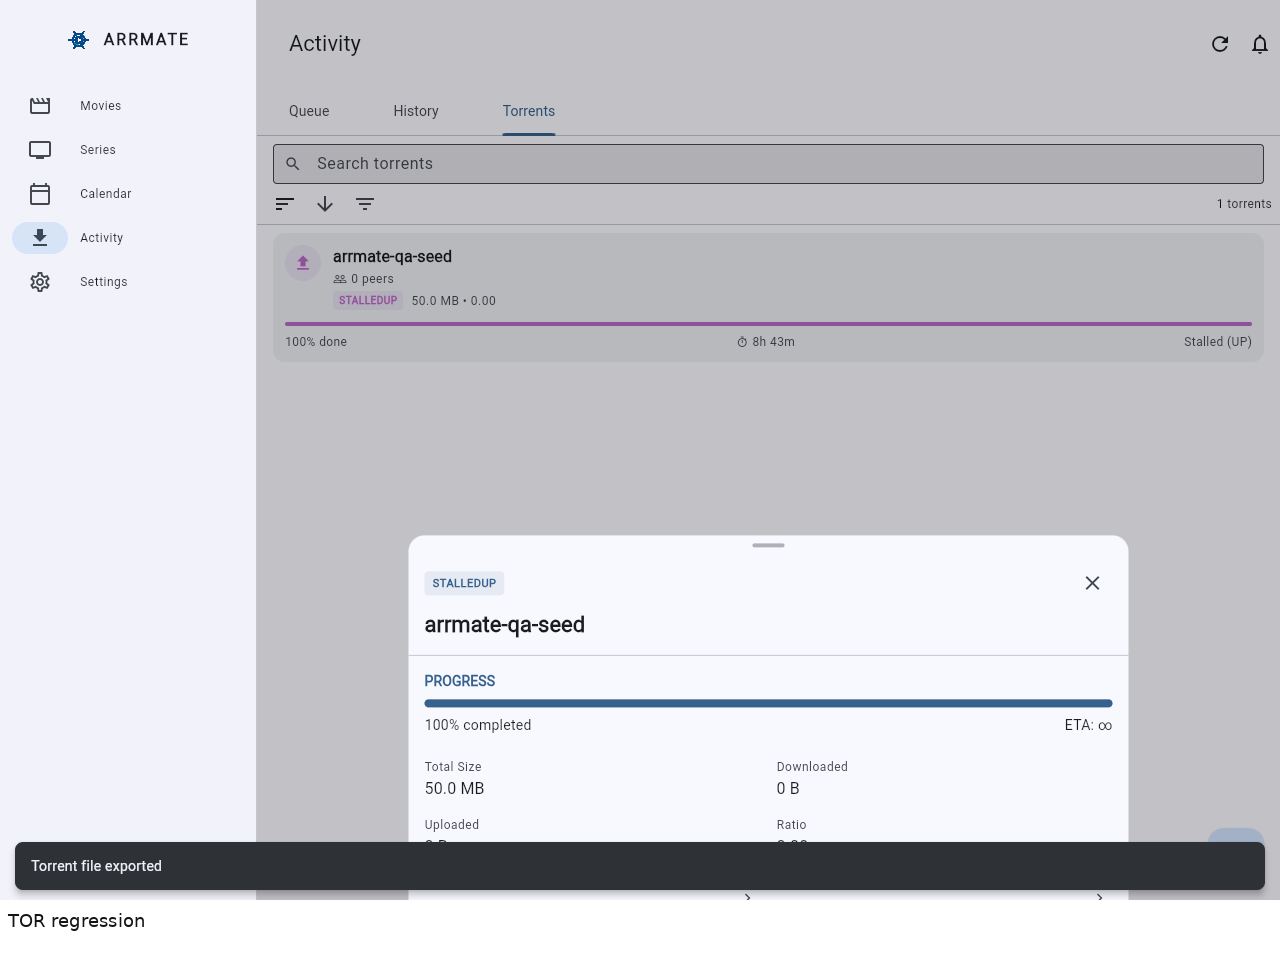 ARRMATE
Movies
Series
Calendar
Activity
Settings
Activity
Queue History Torrents
Search torrents
1 torrents
arrmate-qa-seed
0 peers
STALLEDUP 50.0 MB • 0.00
100% done 8h 43m Stalled (UP)
STALLEDUP
arrmate-qa-seed
PROGRESS
100% completed ETA: ∞
Total Size Downloaded
50.0 MB 0 B
Uploaded Ratio
Torrent file exported
TOR regression